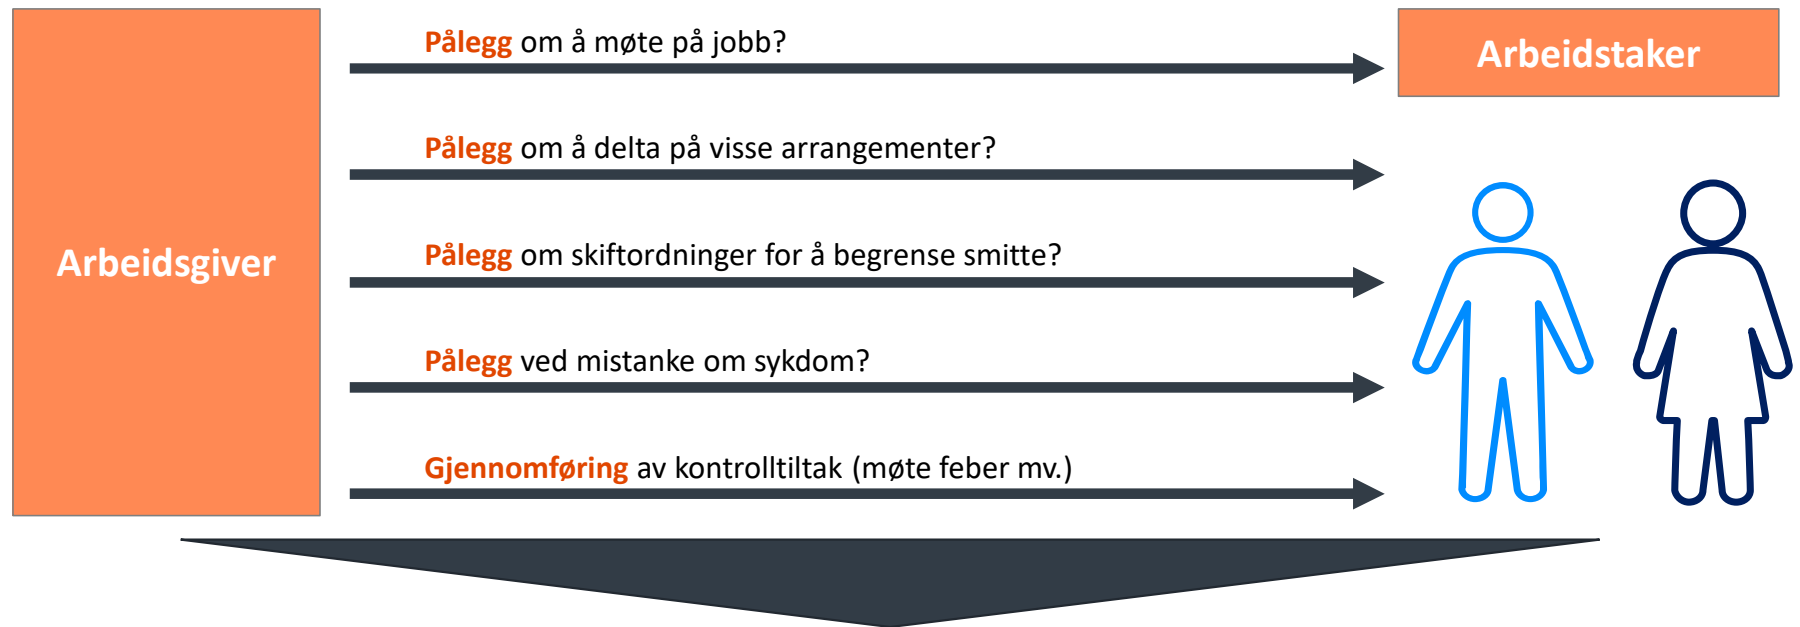 Arbeidsgiver
Pålegg om å møte på jobb?
Pålegg om å delta på visse arrangementer?
Pålegg om skiftordninger for å begrense smitte?
Pålegg ved mistanke om sykdom?
Gjennomføring av kontrolltiltak (møte feber mv.)
Arbeidstaker